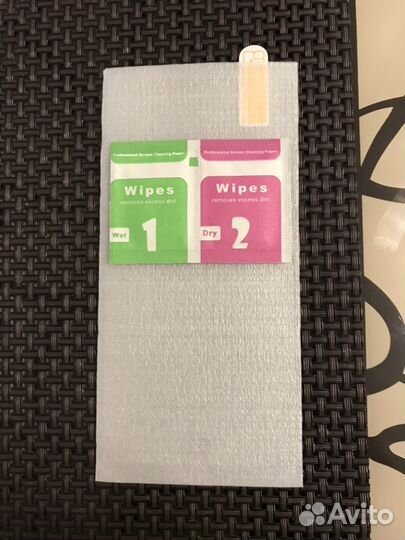 Professional Screen Cleaning Paper
Professional Screen Cleaning Paper
Wipes
removes excess dirt
Wet
1
Wipes
removes excess dirt
Dry
2
Avito